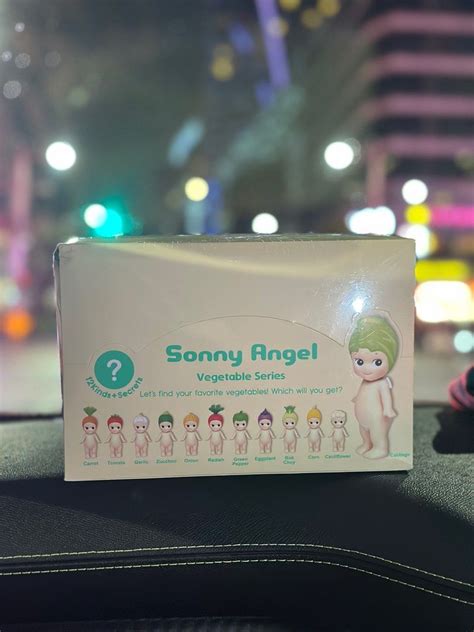 Sonny Angel
Vegetable Series
Let's find your favorite vegetables! Which will you get?
?
12Kinds+Secrets
Carrot
Tomato
Garlic
Zucchini
Onion
Radish
Green Pepper
Eggplant
Bok Choy
Corn
Cauliflower
Cabbage